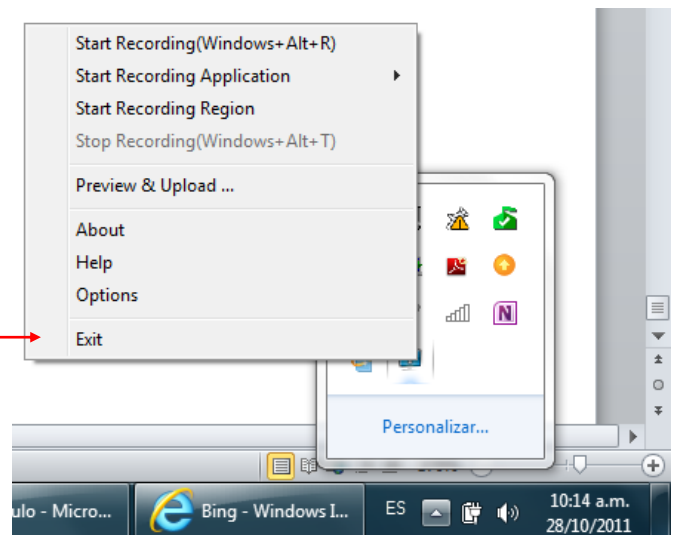 Start Recording(Windows+Alt+R)
Start Recording Application
Start Recording Region
Stop Recording(Windows+Alt+T)
Preview & Upload ...
About
Help
Options
Exit
Personalizar...
ulo - Micro...
Bing - Windows I...
ES
10:14 a.m.
28/10/2011